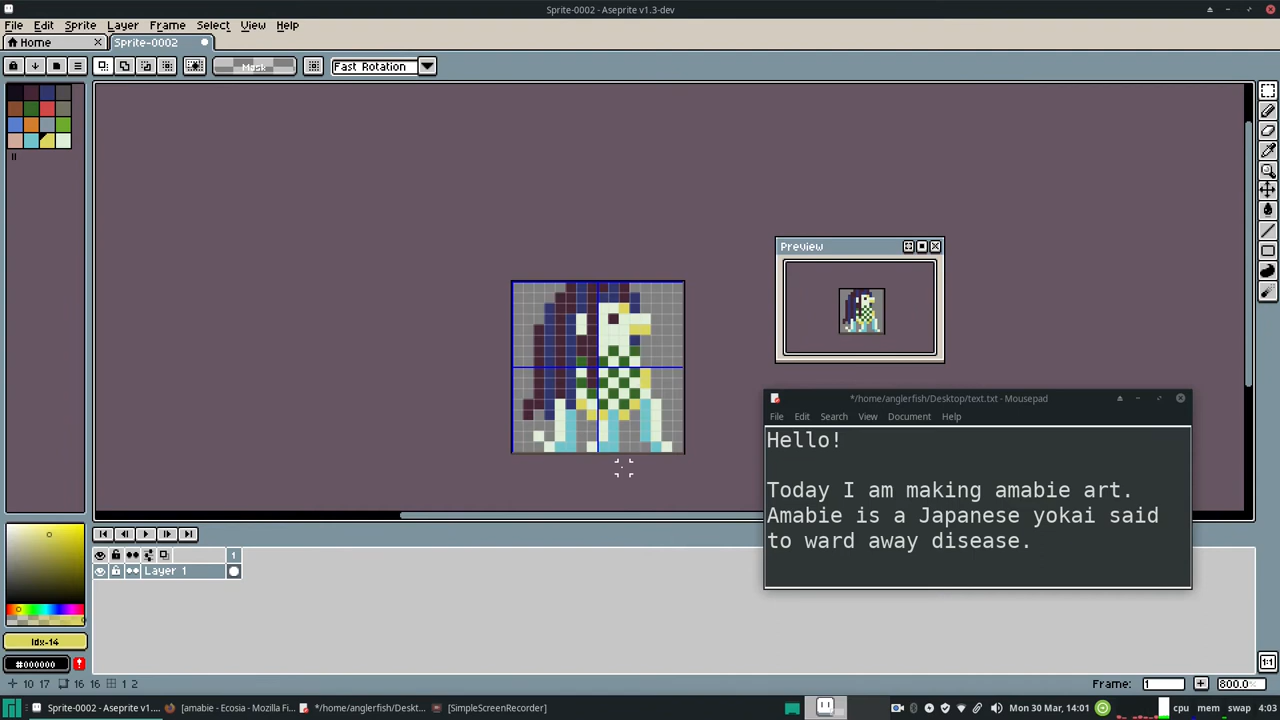 Sprite-0002 - Aseprite v1.3-dev
File Edit Sprite Layer Frame Select View Help
Home Sprite-0002
Mask Fast Rotation
Preview
*/home/anglerfish/Desktop/text.txt - Mousepad
File Edit Search View Document Help
Hello!
Today I am making amabie art.
Amabie is a Japanese yokai said
to ward away disease.
1
Layer 1
Idx-14
#000000
10 17 16 16 1 2
Frame: 1 800.0%
1:1
Sprite-0002 - Aseprite v1.... [amabie - Ecosia - Mozilla Fi... */home/anglerfish/Deskt... [SimpleScreenRecorder] Mon 30 Mar, 14:01 cpu mem swap 4:03